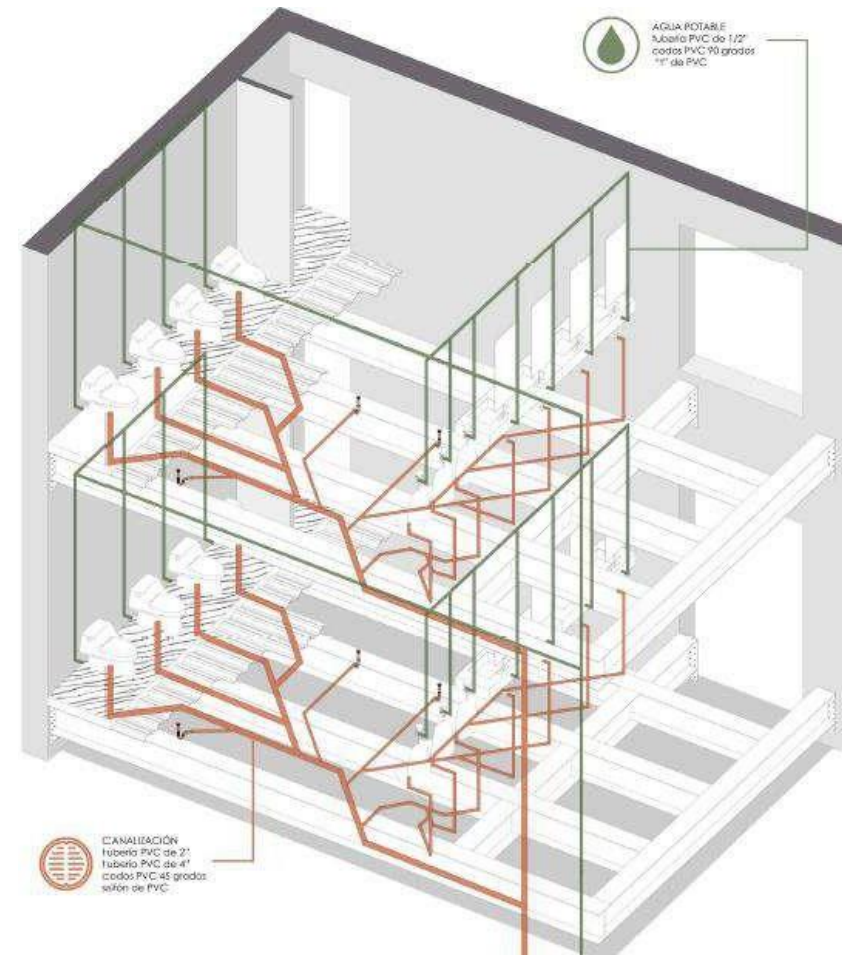 AGUA POTABLE
tubería PVC de 1/2"
codos PVC 90 grados
"Y" de PVC
CANALIZACIÓN
tubería PVC de 2"
tubería PVC de 4"
codos PVC 45 grados
sifón de PVC